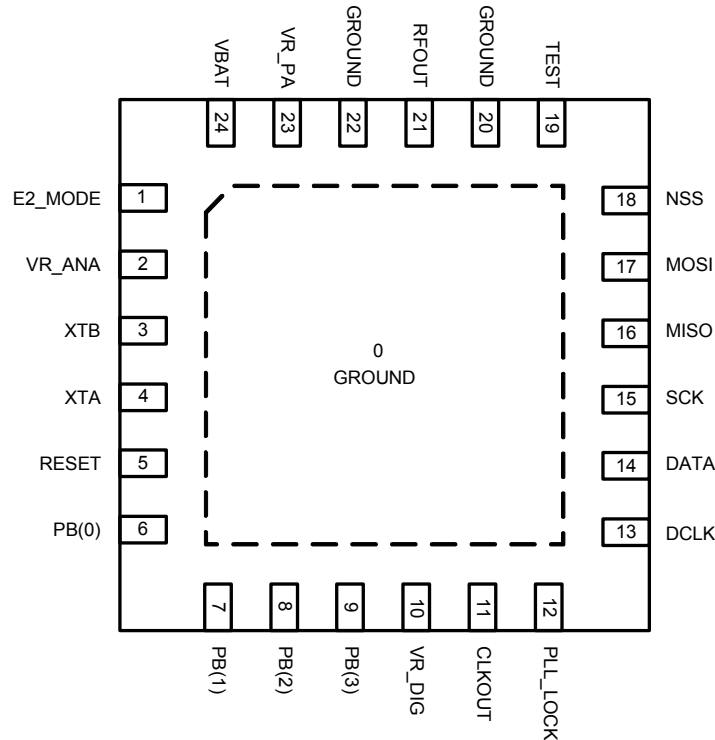 VBAT
VR_PA
GROUND
RFOUT
GROUND
TEST
24
23
22
21
20
19
E2_MODE 1
VR_ANA 2
XTB 3
XTA 4
RESET 5
PB(0) 6
0
GROUND
18 NSS
17 MOSI
16 MISO
15 SCK
14 DATA
13 DCLK
7
8
9
10
11
12
PB(1)
PB(2)
PB(3)
VR_DIG
CLKOUT
PLL_LOCK